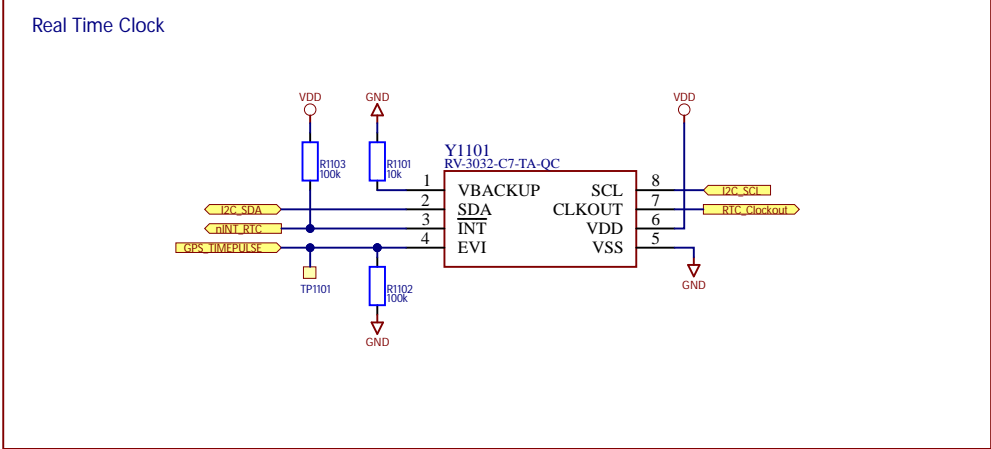 Real Time Clock
VDD
GND
VDD
R1103
100k
R1101
10k
Y1101
RV-3032-C7-TA-QC
1
VBACKUP
SCL
8
I2C_SCL
I2C_SDA
2
SDA
CLKOUT
7
RTC_Clockout
nINT_RTC
3
INT
VDD
6
GPS_TIMEPULSE
4
EVI
VSS
5
TP1101
R1102
100k
GND
GND